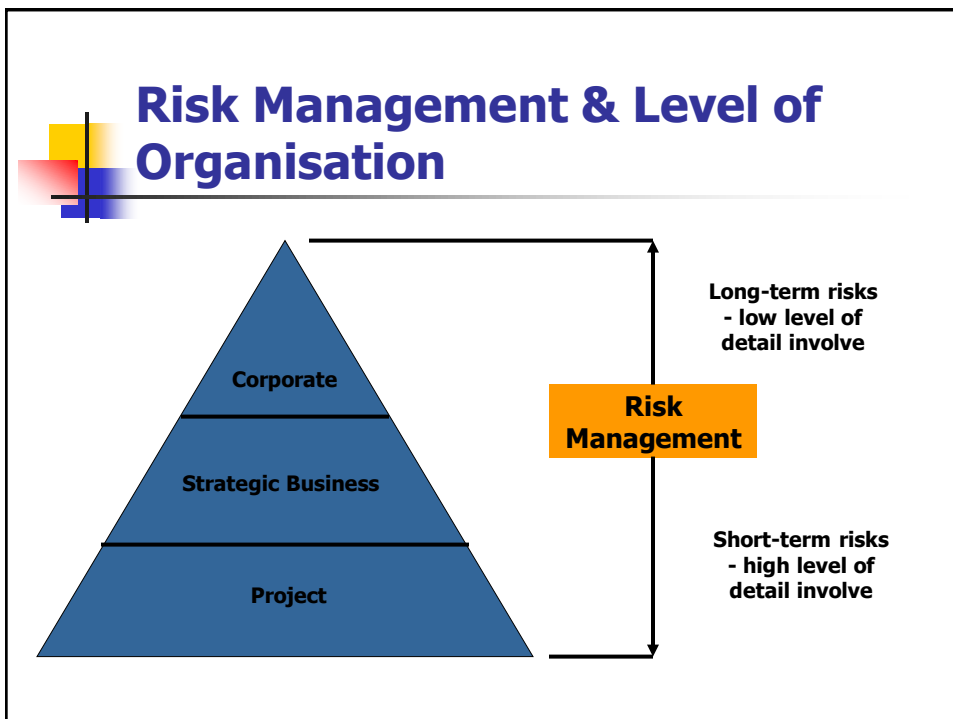 Risk Management & Level of
Organisation
Corporate
Strategic Business
Project
Risk
Management
Long-term risks
- low level of
detail involve
Short-term risks
- high level of
detail involve